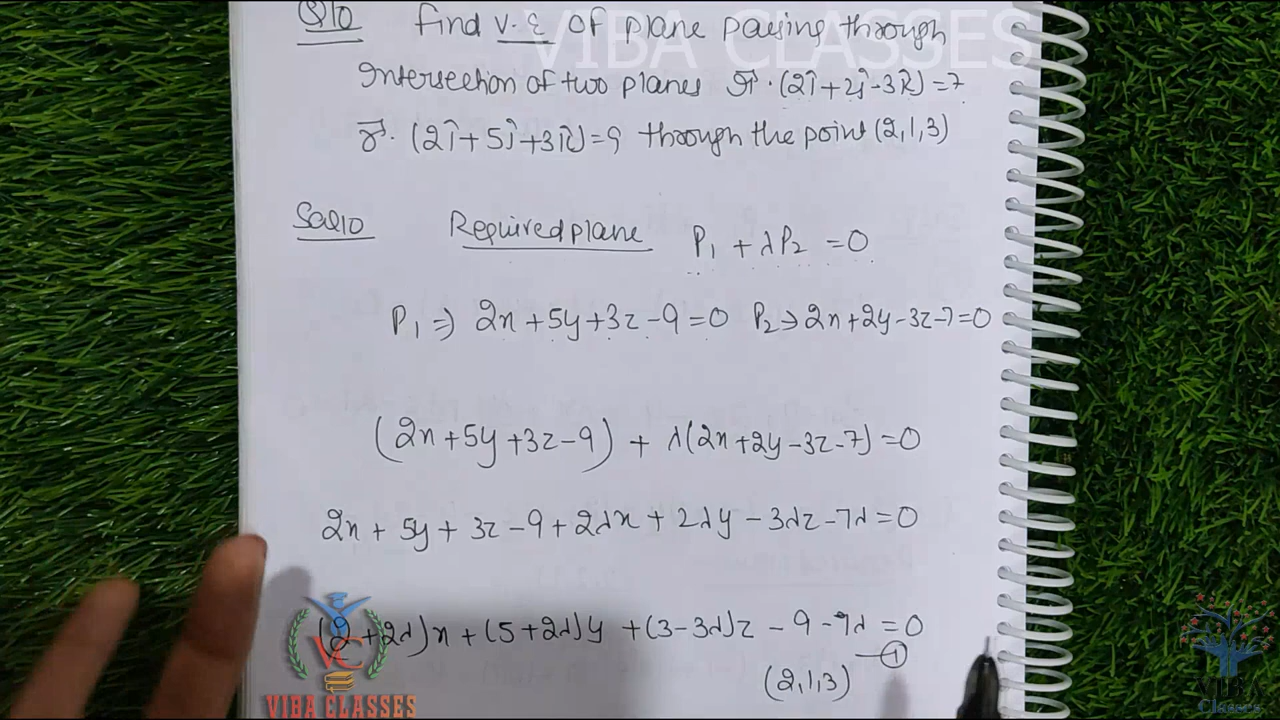 Q10 Find V.E of plane passing through
Intersection of two planes r⃗·(2î+2ĵ-3k̂)=7
r⃗·(2î+5ĵ+3k̂)=9 through the point (2,1,3)
Sol10 Required plane P₁ + λP₂ = 0
P₁ ⇒ 2x+5y+3z-9=0 P₂ ⇒ 2x+2y-3z-7=0
(2x+5y+3z-9) + λ(2x+2y-3z-7)=0
2x + 5y + 3z - 9 + 2λx + 2λy - 3λz - 7λ = 0
(2+2λ)x + (5+2λ)y + (3-3λ)z - 9 - 7λ = 0
—①
(2,1,3)
VIBA CLASSES
VC
VIBA CLASSES
VIBA
Classes